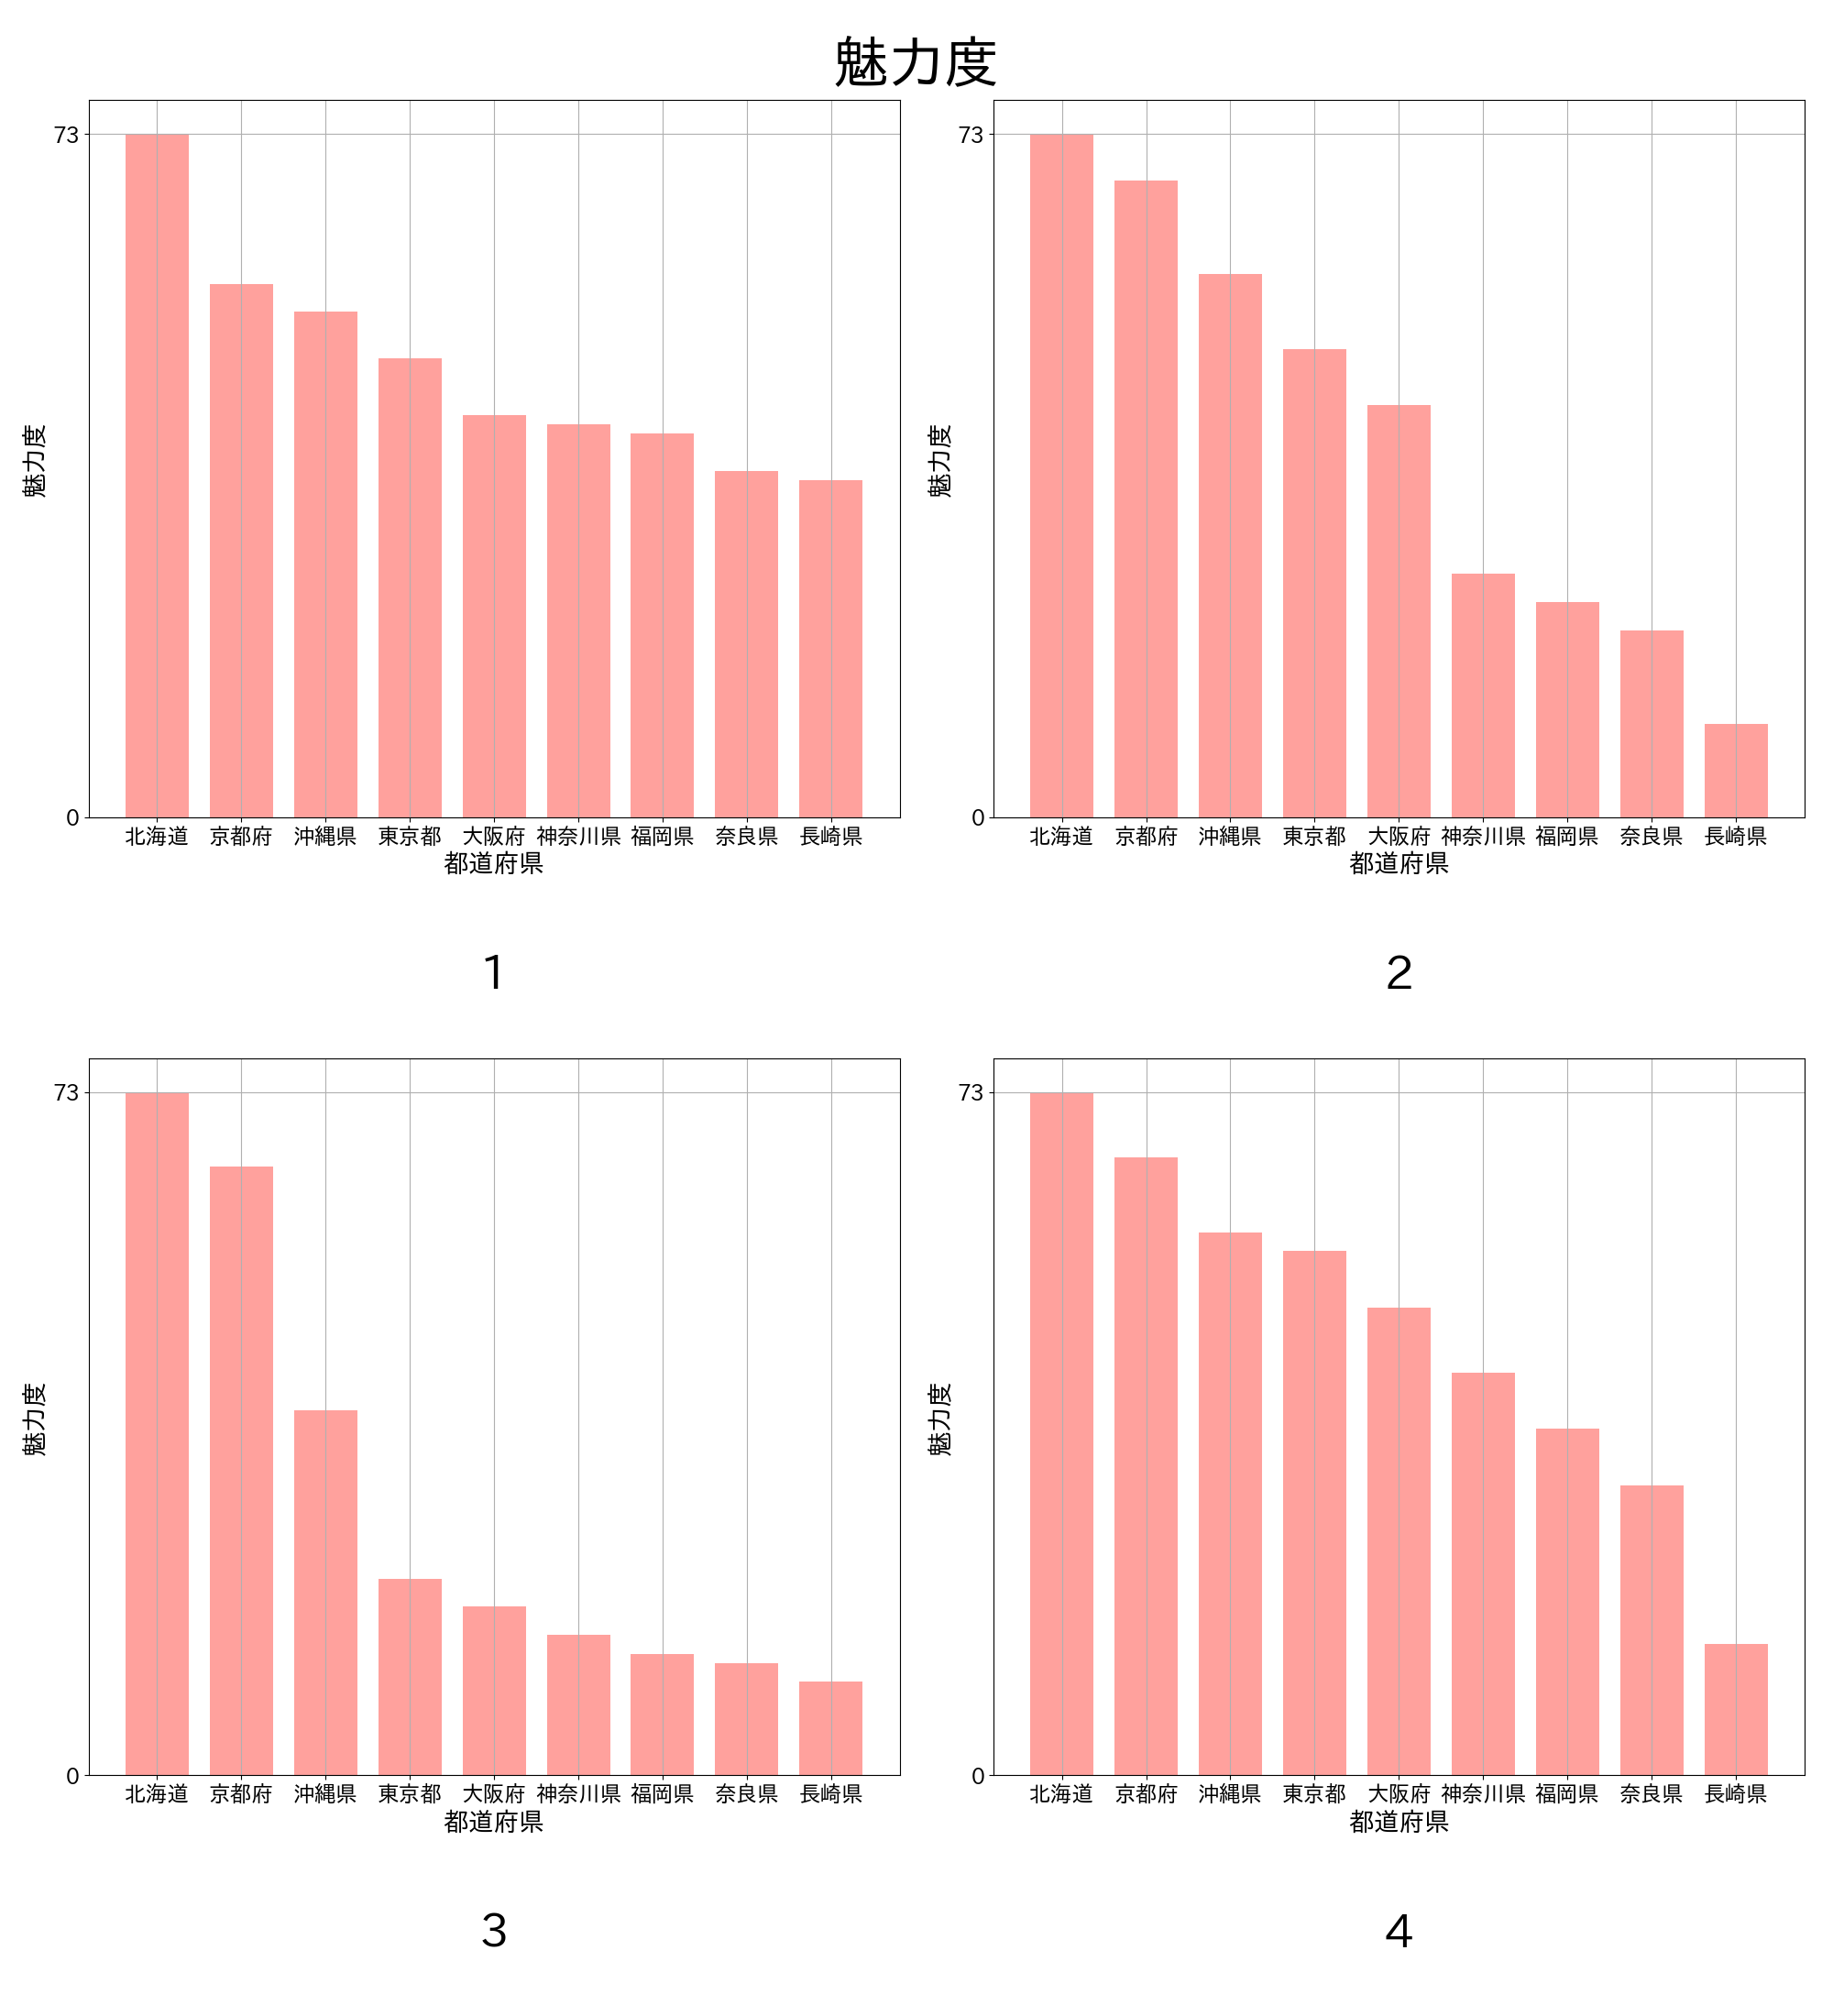 魅力度
73
0
魅力度
北海道 京都府 沖縄県 東京都 大阪府 神奈川県 福岡県 奈良県 長崎県
都道府県
1
73
0
魅力度
北海道 京都府 沖縄県 東京都 大阪府 神奈川県 福岡県 奈良県 長崎県
都道府県
2
73
0
魅力度
北海道 京都府 沖縄県 東京都 大阪府 神奈川県 福岡県 奈良県 長崎県
都道府県
3
73
0
魅力度
北海道 京都府 沖縄県 東京都 大阪府 神奈川県 福岡県 奈良県 長崎県
都道府県
4